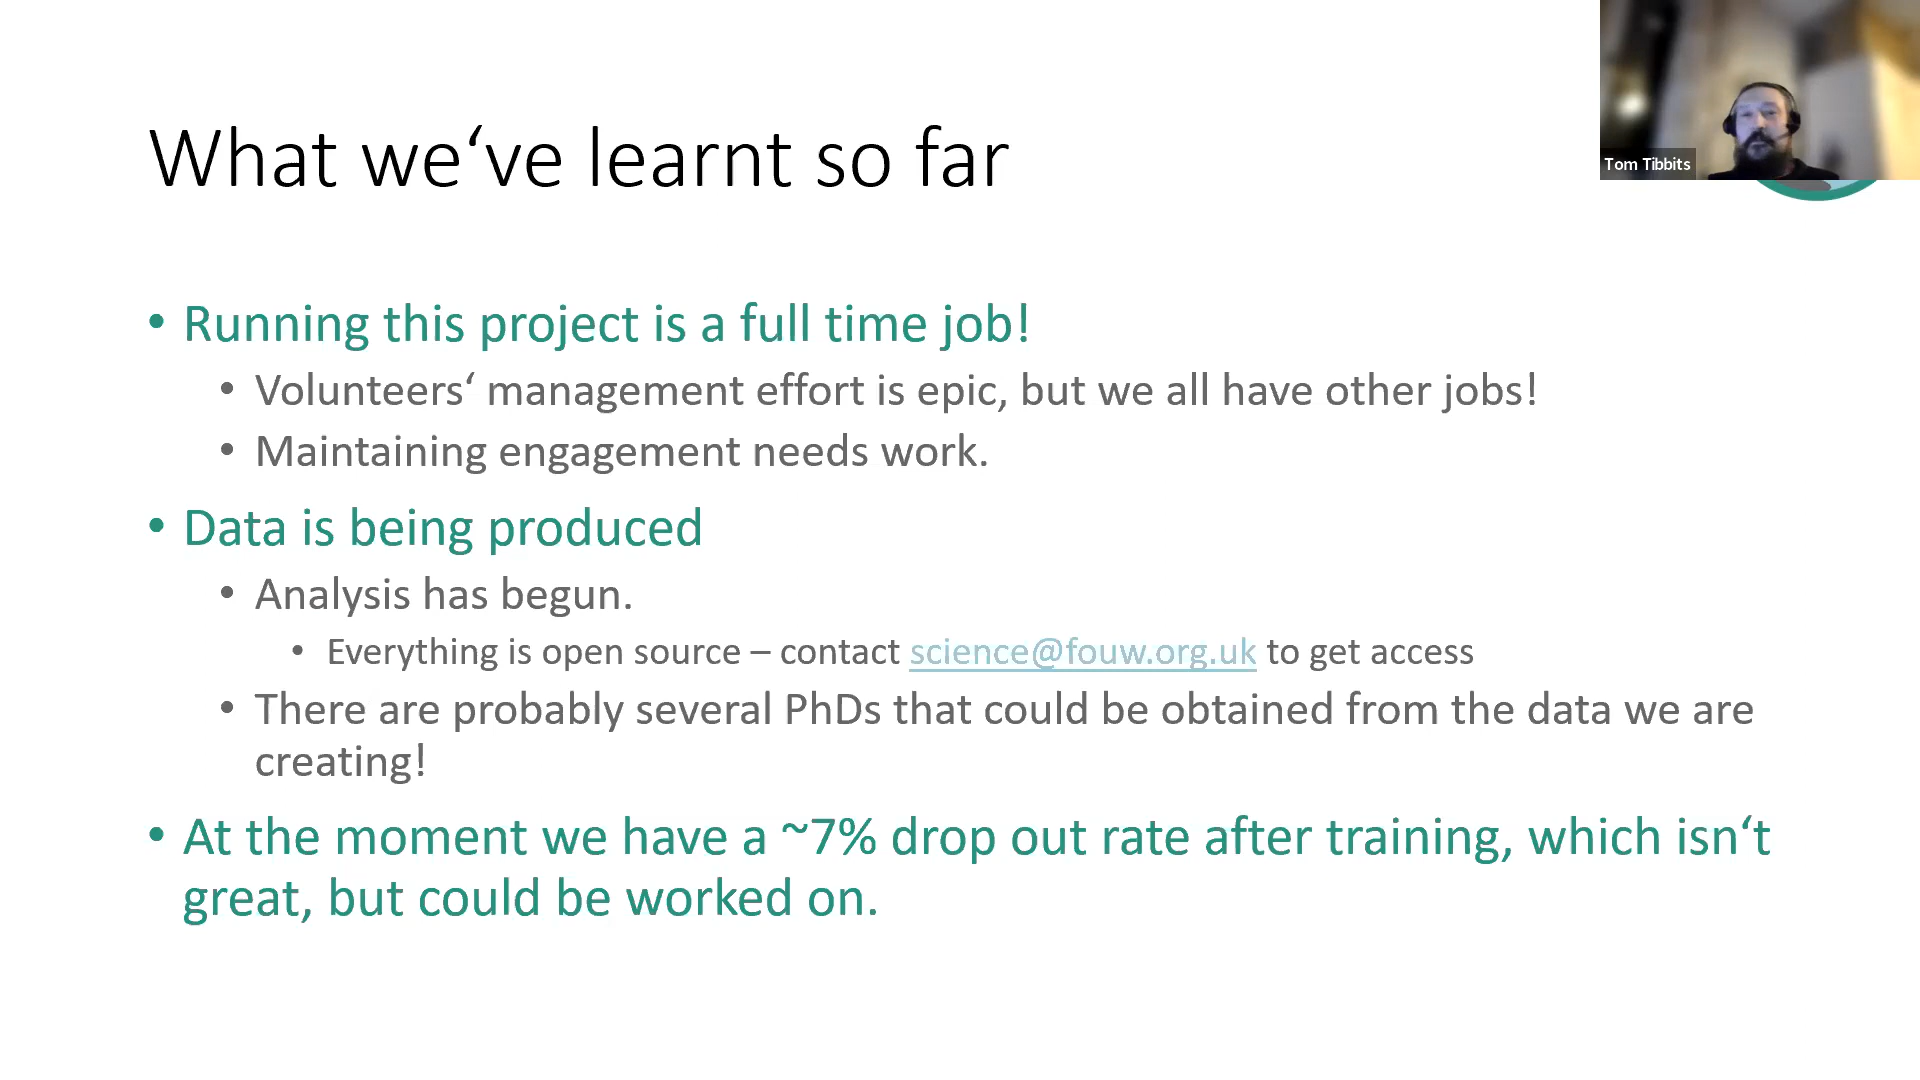 Tom Tibbits
What we‘ve learnt so far
• Running this project is a full time job!
• Volunteers‘ management effort is epic, but we all have other jobs!
• Maintaining engagement needs work.
• Data is being produced
• Analysis has begun.
• Everything is open source – contact science@fouw.org.uk to get access
• There are probably several PhDs that could be obtained from the data we are
creating!
• At the moment we have a ~7% drop out rate after training, which isn‘t
great, but could be worked on.